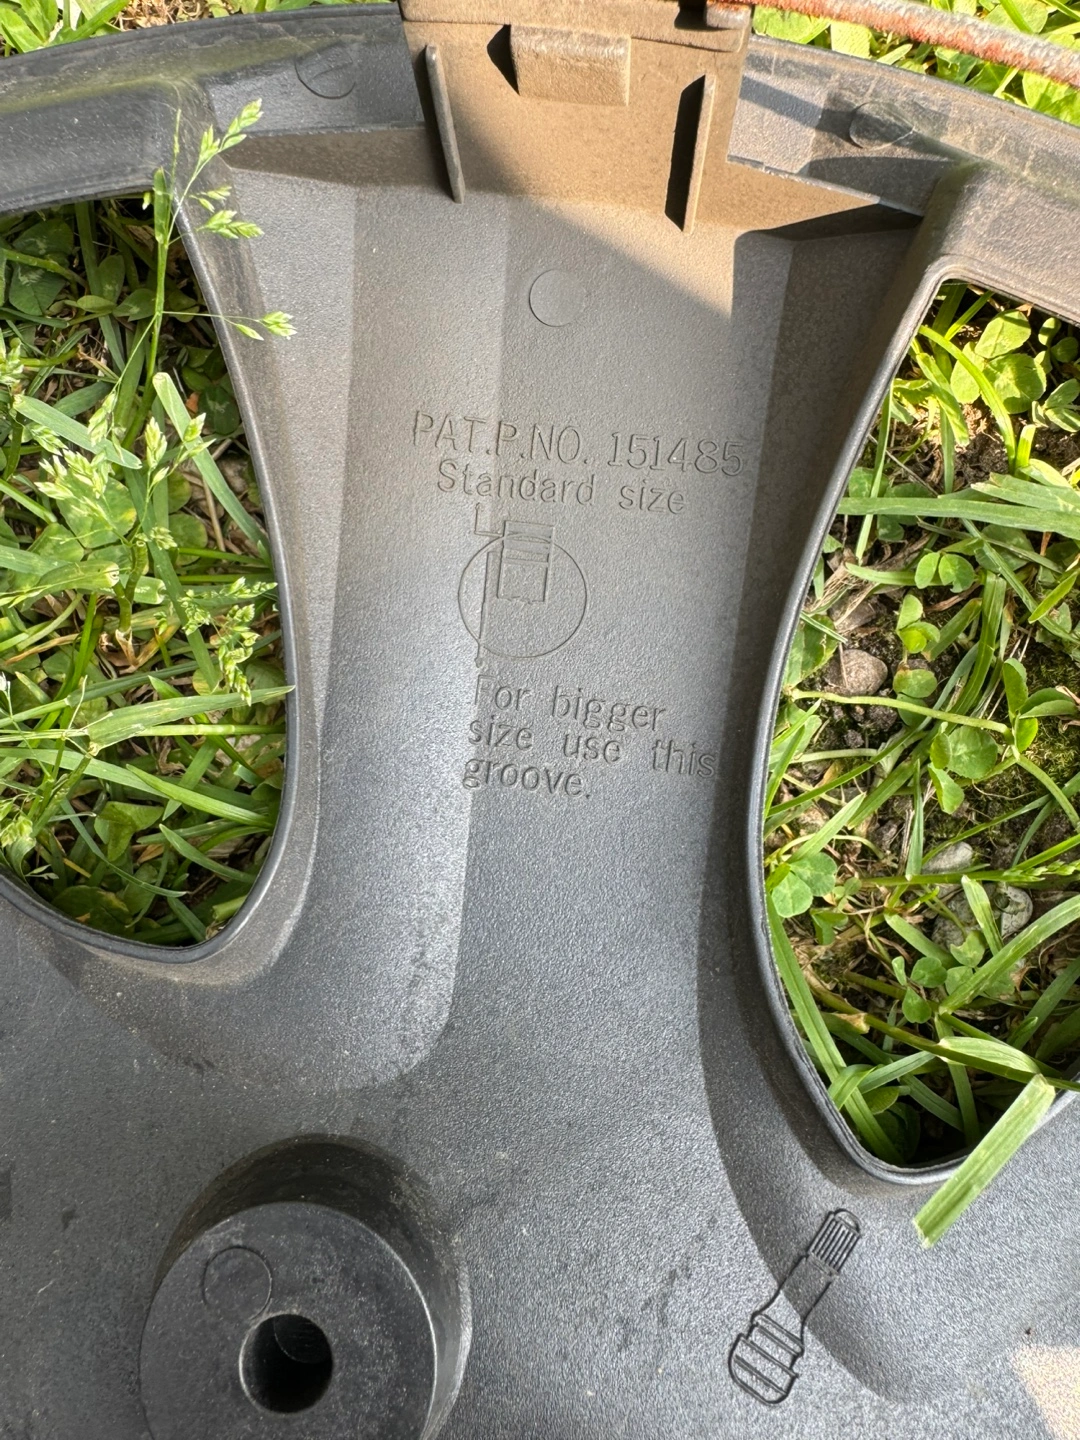 PAT.P.NO. 151485
Standard size
For bigger
size use this
groove.